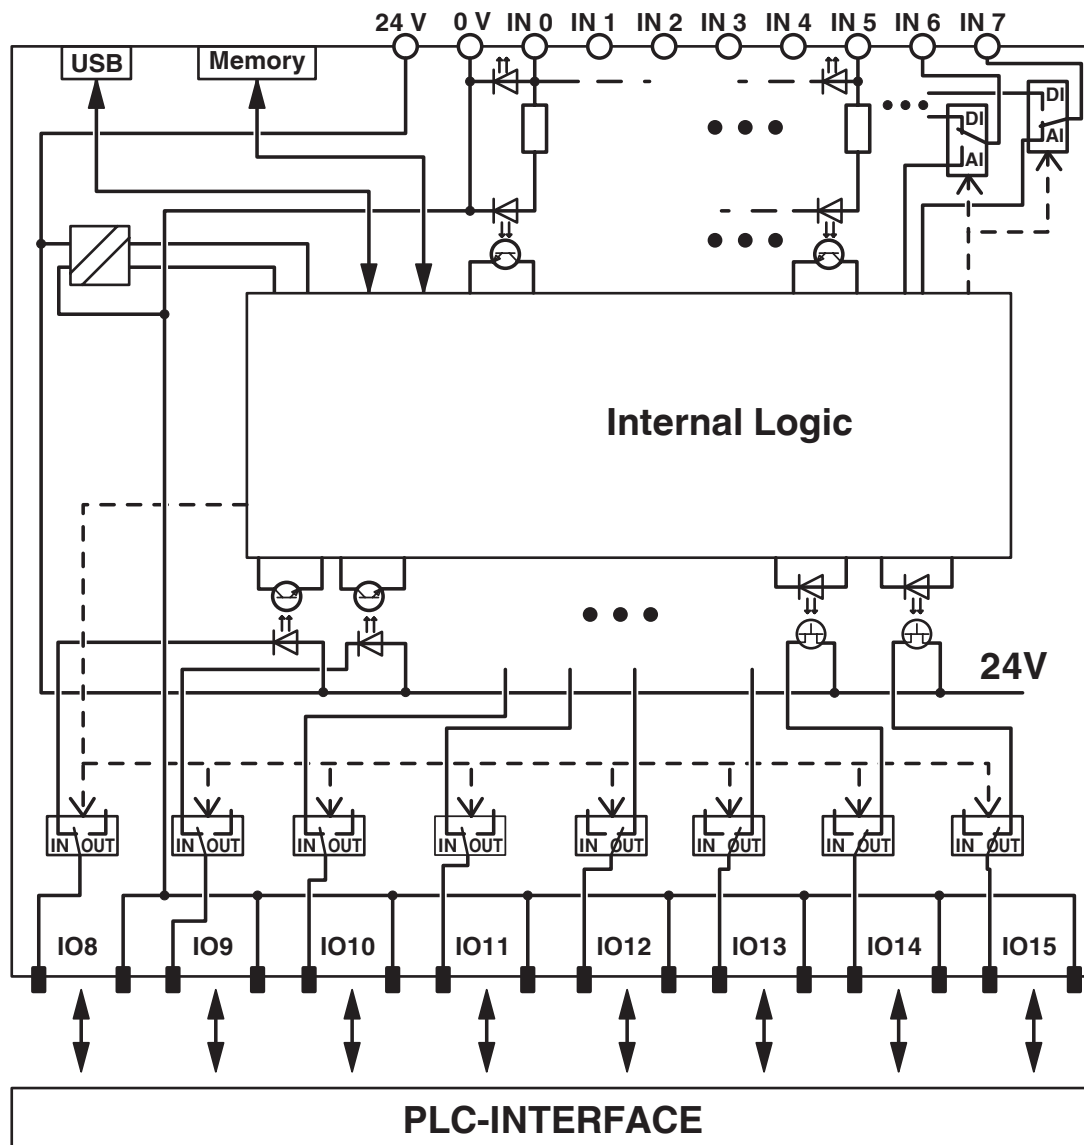 24 V 0 V IN 0 IN 1 IN 2 IN 3 IN 4 IN 5 IN 6 IN 7
USB Memory
DI
AI
DI
AI
Internal Logic
24V
IN OUT IN OUT IN OUT IN OUT IN OUT IN OUT IN OUT IN OUT
IO8 IO9 IO10 IO11 IO12 IO13 IO14 IO15
PLC-INTERFACE